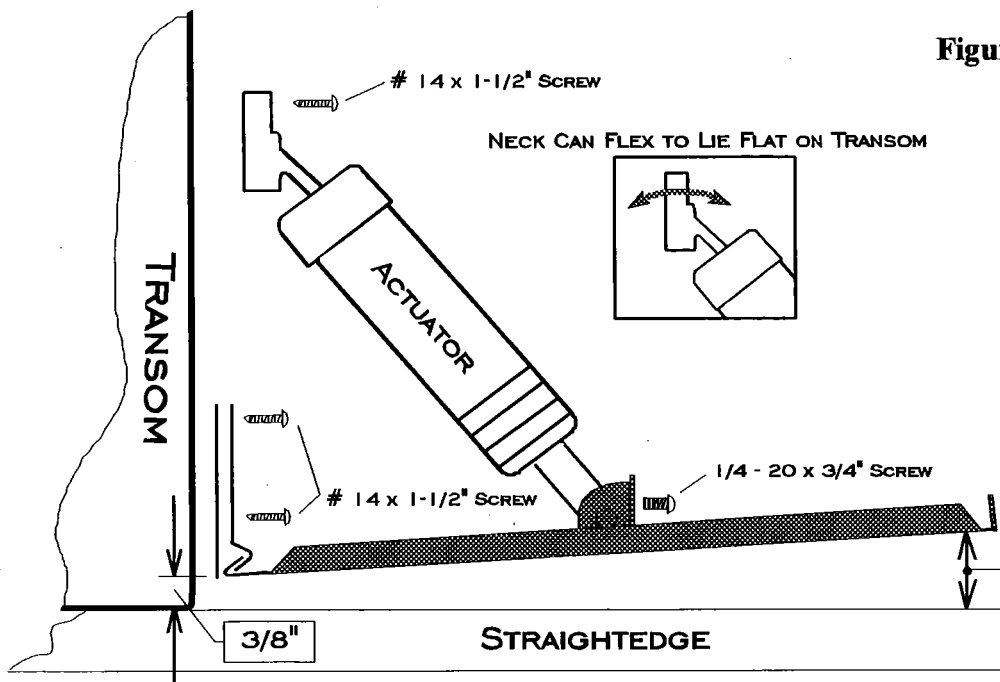 Figur
# 14 x 1-1/2" SCREW
NECK CAN FLEX TO LIE FLAT ON TRANSOM
TRANSOM
ACTUATOR
1/4 - 20 x 3/4" SCREW
# 14 x 1-1/2" SCREW
3/8"
STRAIGHTEDGE